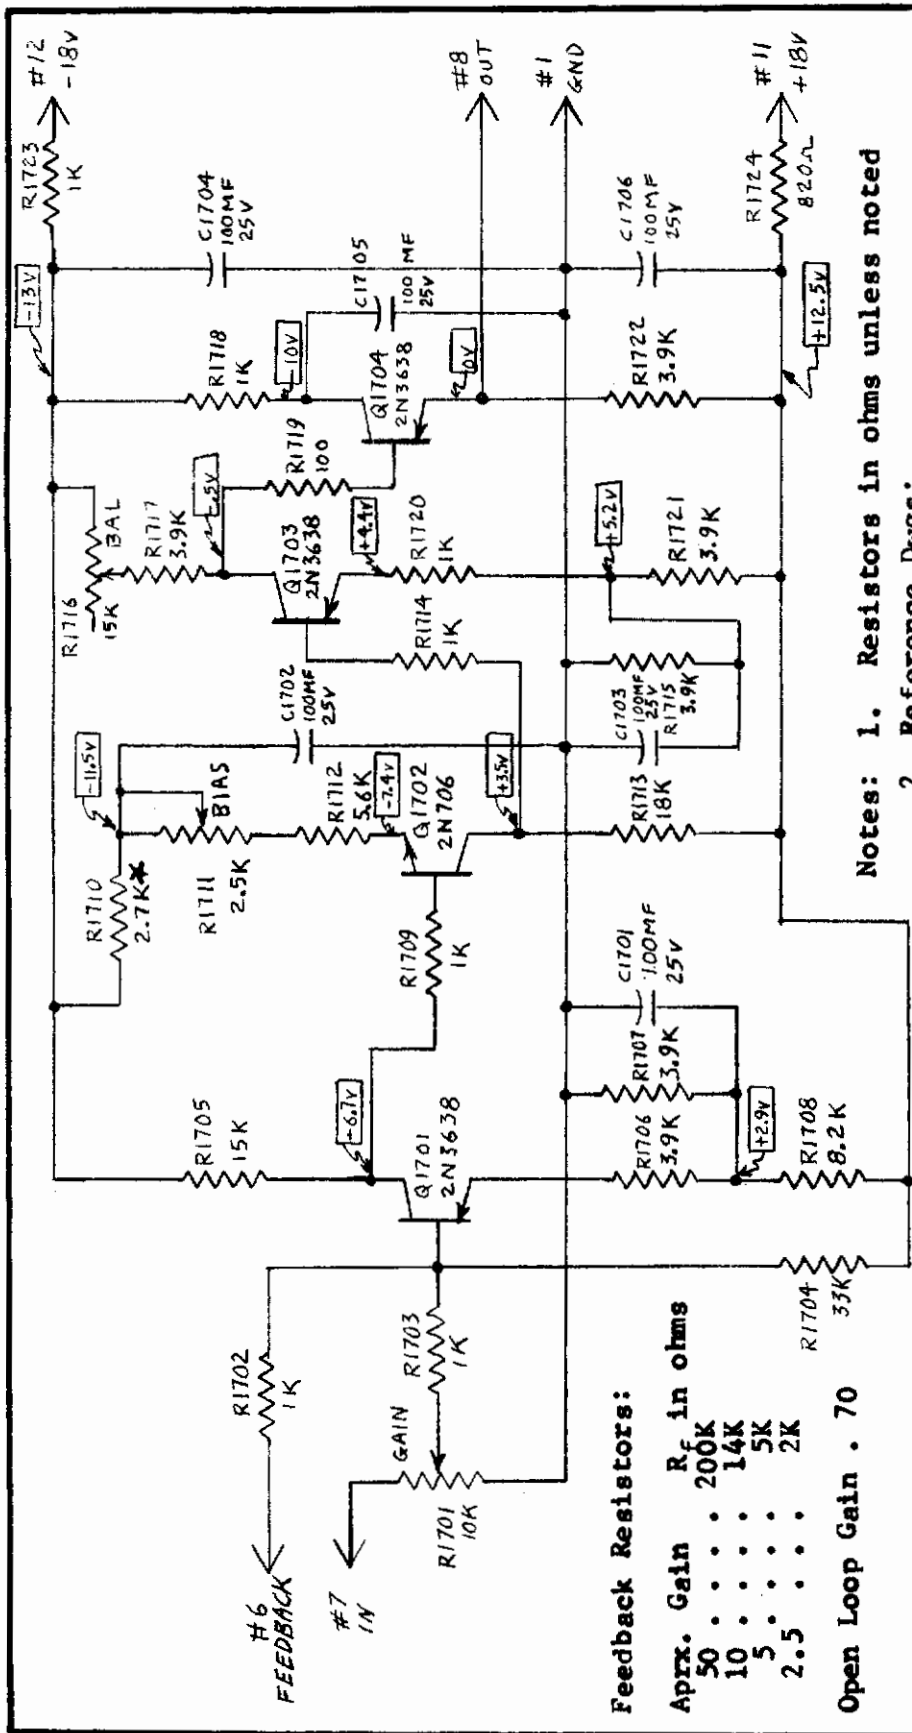 #6
FEEDBACK
#7
IN
R1702
1K
GAIN
R1703
1K
R1701
10K
R1704
33K
R1705
15K
-6.7V
Q1701
2N3638
R1706
3.9K
R1707
3.9K
C1701
100MF
25V
+2.9V
R1708
8.2K
R1709
1K
R1710
2.7K*
-11.5V
BIAS
R1711
2.5K
R1712
5.6K
-7.4V
Q1702
2N706
+3.5V
R1713
18K
C1702
100MF
25V
C1703
100MF
25V
R1715
3.9K
R1714
1K
R1716
15K
BAL
R1717
3.9K
-.5V
Q1703
2N3638
+4.4V
R1720
1K
+5.2V
R1721
3.9K
R1719
100
-13V
R1718
1K
10V
Q1704
2N3638
0V
R1722
3.9K
C17105
100 MF
25V
C1704
100MF
25V
C1706
100MF
25V
+12.5V
R1723
1K
R1724
820Ω
#12
-18V
#8
OUT
#1
GND
#11
+18V
Feedback Resistors:
Aprx. Gain Rf in ohms
50 . . . . 200K
10 . . . . 14K
5 . . . . 5K
2.5 . . . . 2K
Open Loop Gain . 70
Notes: 1. Resistors in ohms unless noted
2. Reference Dwgs: